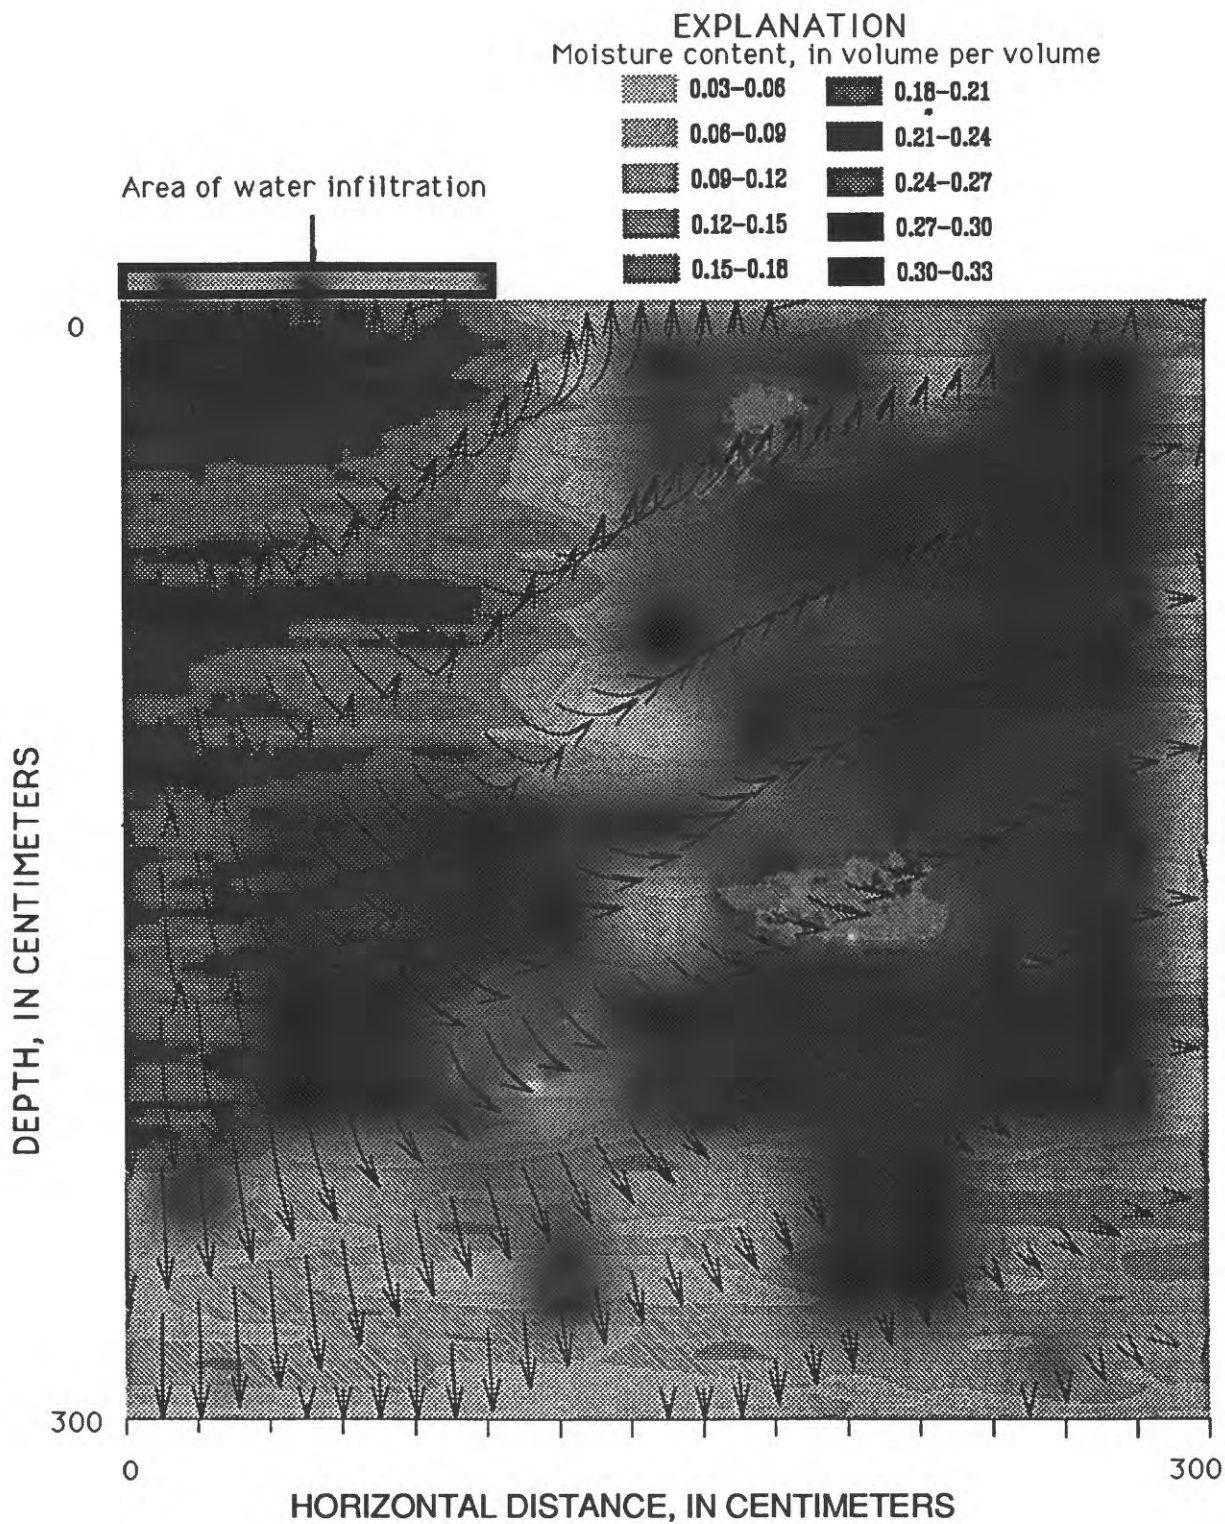 EXPLANATION
Moisture content, in volume per volume
0.03-0.06
0.06-0.09
0.09-0.12
0.12-0.15
0.15-0.18
0.18-0.21
0.21-0.24
0.24-0.27
0.27-0.30
0.30-0.33
Area of water infiltration
0
DEPTH, IN CENTIMETERS
300
0
300
HORIZONTAL DISTANCE, IN CENTIMETERS